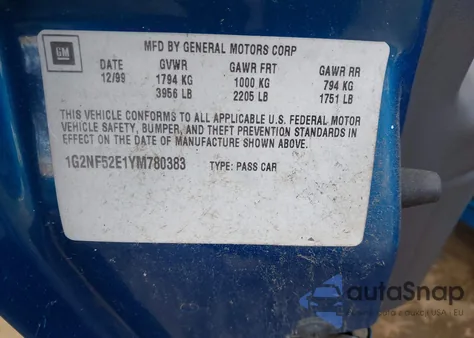 GM
MFD BY GENERAL MOTORS CORP
DATE GVWR GAWR FRT GAWR RR
12/99 1794 KG 1000 KG 794 KG
3956 LB 2205 LB 1751 LB
THIS VEHICLE CONFORMS TO ALL APPLICABLE U.S. FEDERAL MOTOR
VEHICLE SAFETY, BUMPER, AND THEFT PREVENTION STANDARDS IN
EFFECT ON THE DATE OF MANUFACTURE SHOWN ABOVE.
1G2NF52E1YM780383 TYPE: PASS CAR
autoSnap